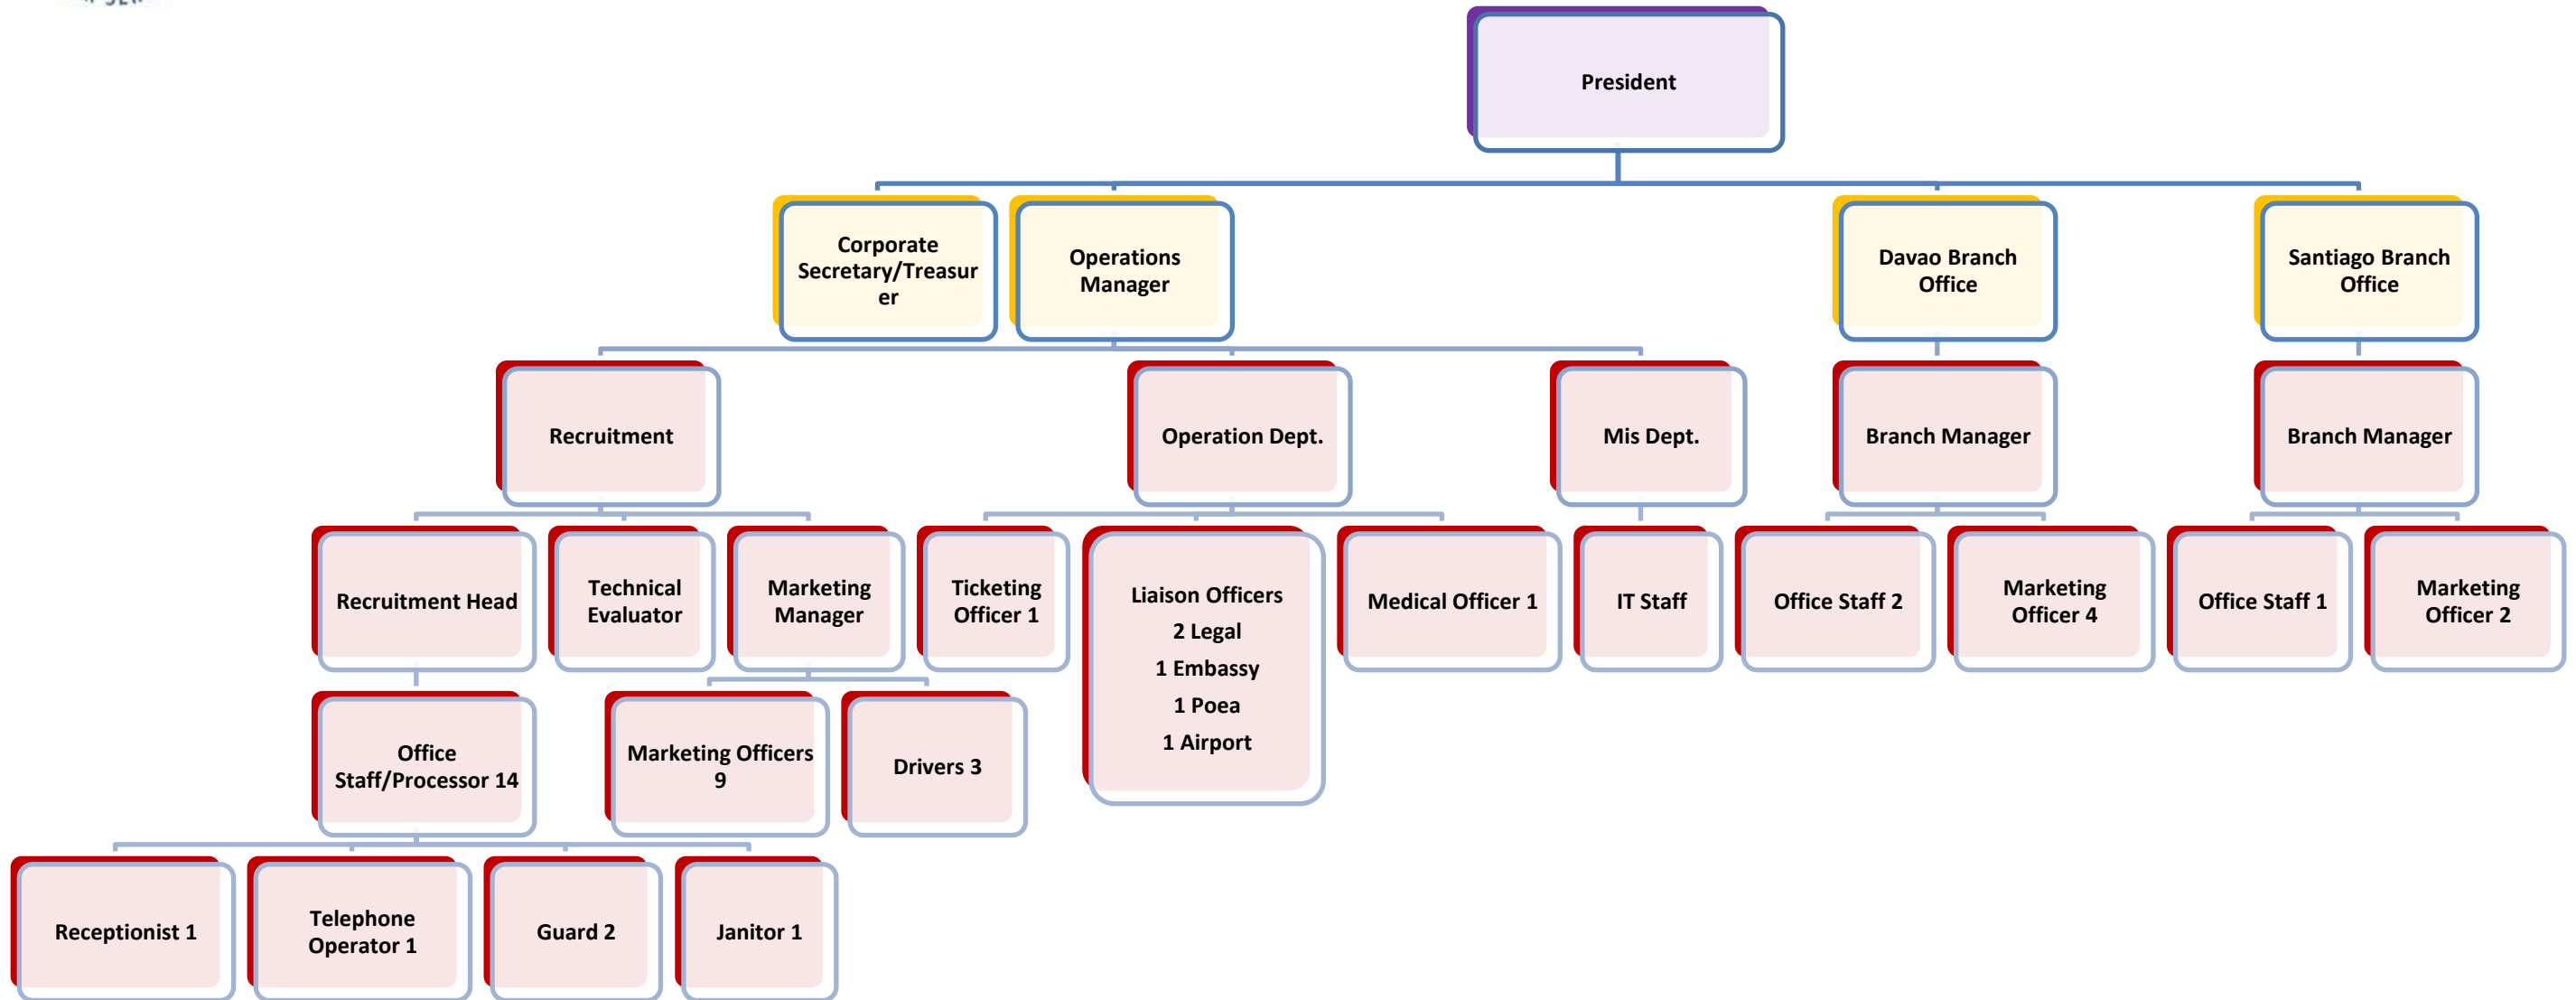 President
Corporate
Secretary/Treasur
er
Operations
Manager
Davao Branch
Office
Santiago Branch
Office
Recruitment
Operation Dept.
Mis Dept.
Branch Manager
Branch Manager
Recruitment Head
Technical
Evaluator
Marketing
Manager
Ticketing
Officer 1
Liaison Officers
2 Legal
1 Embassy
1 Poea
1 Airport
Medical Officer 1
IT Staff
Office Staff 2
Marketing
Officer 4
Office Staff 1
Marketing
Officer 2
Office
Staff/Processor 14
Marketing Officers
9
Drivers 3
Receptionist 1
Telephone
Operator 1
Guard 2
Janitor 1